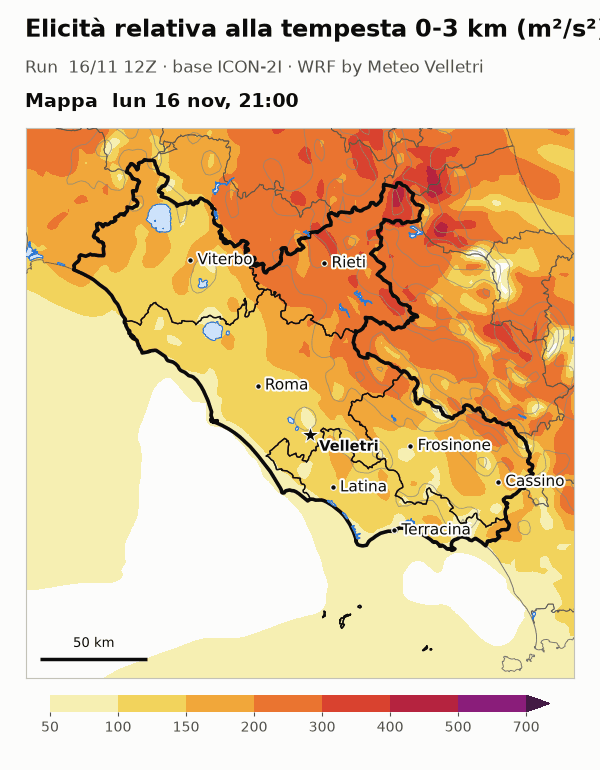 Elicità relativa alla tempesta 0-3 km (m²/s²)
Run 16/11 12Z · base ICON-2I · WRF by Meteo Velletri
Mappa lun 16 nov, 21:00
Viterbo
Rieti
Roma
Velletri
Frosinone
Cassino
Latina
Terracina
50 km
50 100 150 200 300 400 500 700